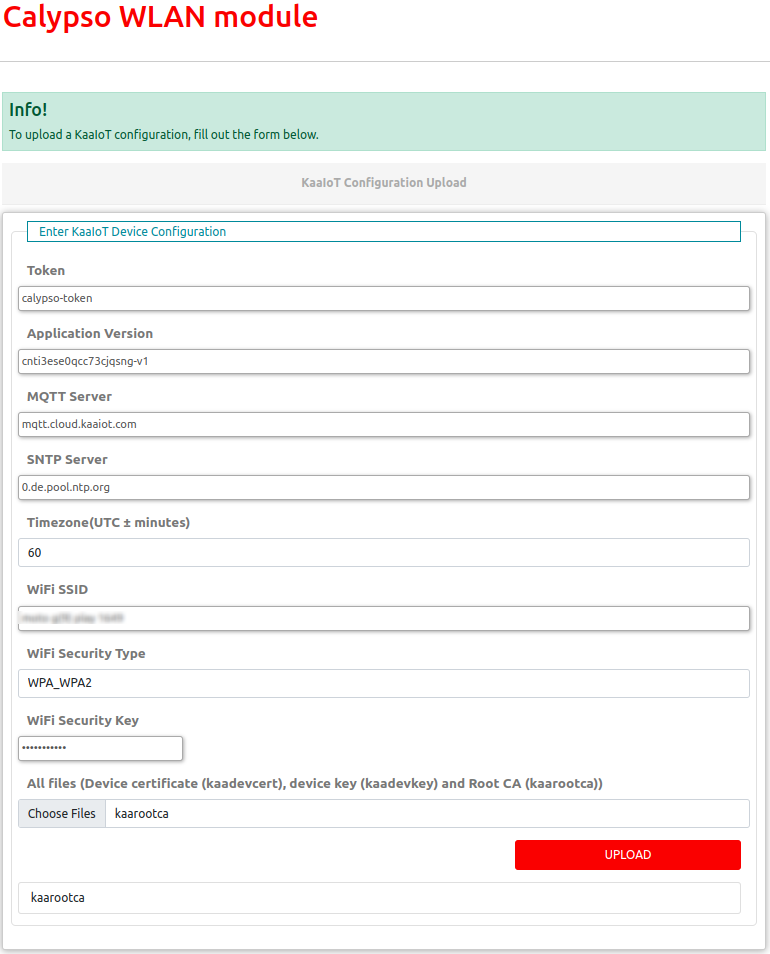 Calypso WLAN module
Info!
To upload a KaaIoT configuration, fill out the form below.
KaaIoT Configuration Upload
Enter KaaIoT Device Configuration
Token
calypso-token
Application Version
cnti3ese0qcc73cjqsng-v1
MQTT Server
mqtt.cloud.kaaiot.com
SNTP Server
0.de.pool.ntp.org
Timezone(UTC ± minutes)
60
WiFi SSID
WiFi Security Type
WPA_WPA2
WiFi Security Key
•••••••••••
All files (Device certificate (kaadevcert), device key (kaadevkey) and Root CA (kaarootca))
Choose Files kaarootca
UPLOAD
kaarootca